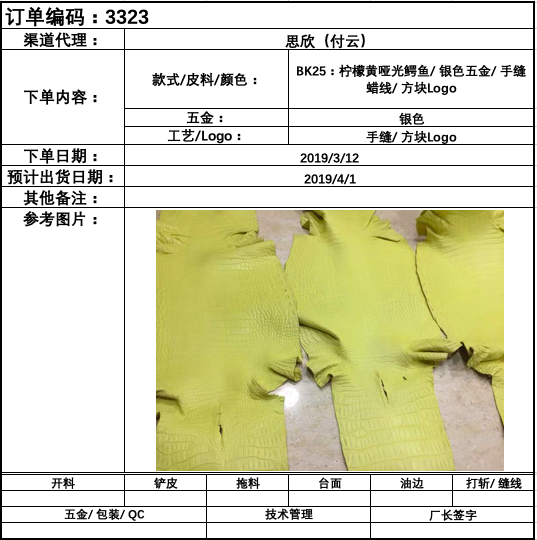 订单编码：3323
渠道代理：
思欣（付云）
下单内容：
款式/皮料/颜色：
BK25：柠檬黄哑光鳄鱼/ 银色五金/ 手缝
蜡线/ 方块Logo
五金：
银色
工艺/Logo：
手缝/ 方块Logo
下单日期：
2019/3/12
预计出货日期：
2019/4/1
其他备注：
参考图片：
开料 铲皮 拖料 台面 油边 打斩/ 缝线
五金/ 包装/ QC 技术管理 厂长签字